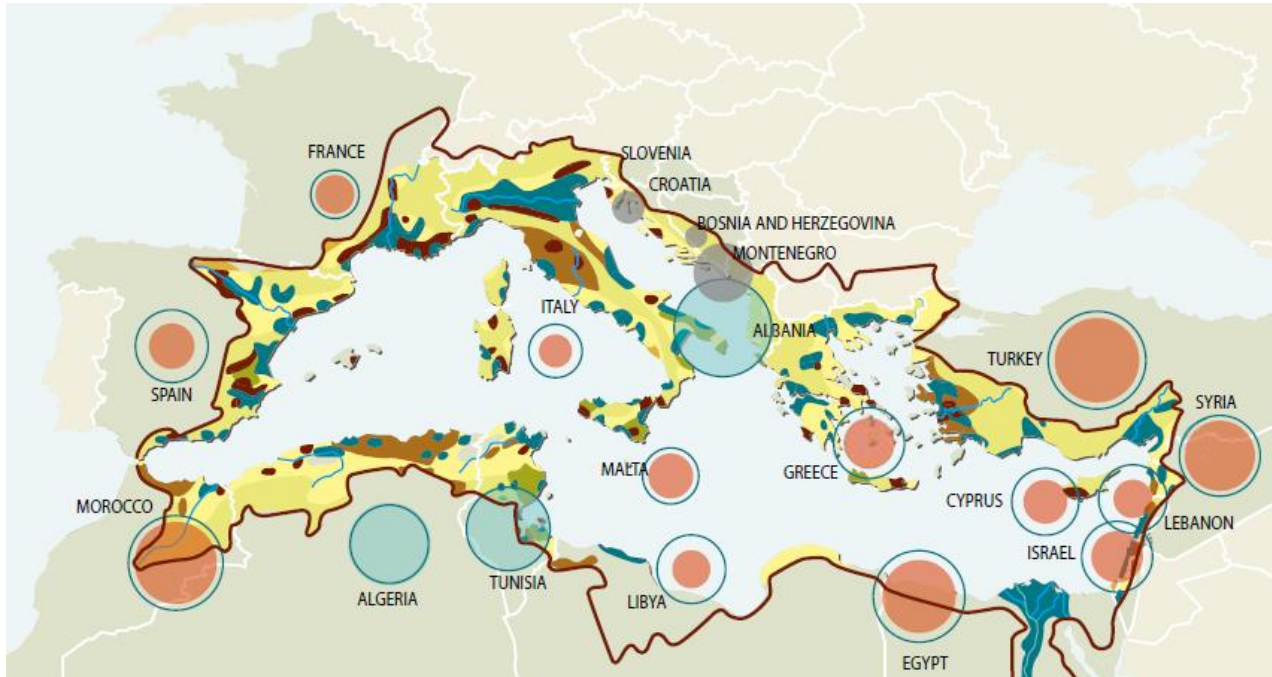 FRANCE
SLOVENIA
CROATIA
BOSNIA AND HERZEGOVINA
MONTENEGRO
ITALY
ALBANIA
TURKEY
SPAIN
SYRIA
MALTA
GREECE
MOROCCO
CYPRUS
LEBANON
ISRAEL
TUNISIA
ALGERIA
LIBYA
EGYPT